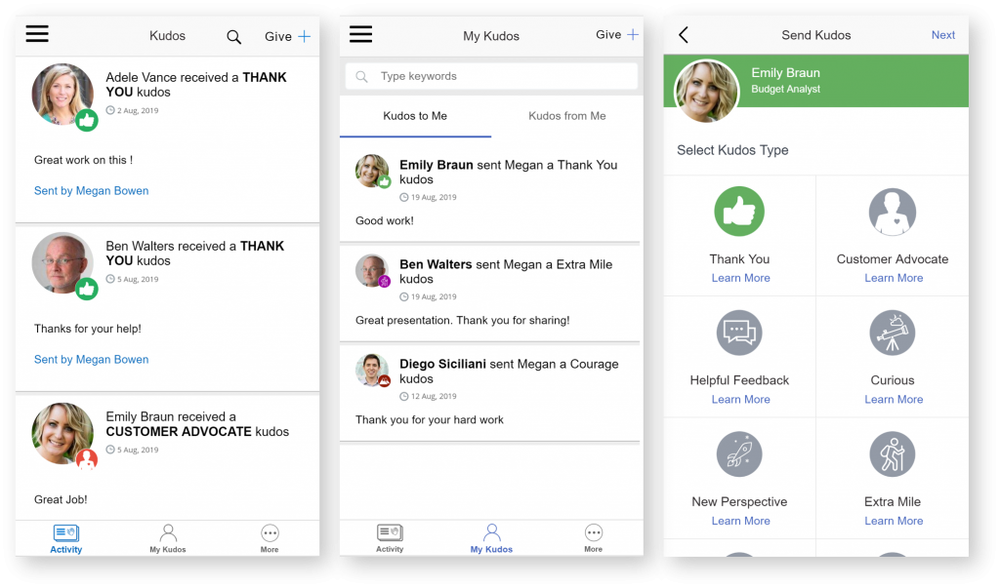 Kudos
Give
Adele Vance received a THANK
YOU kudos
2 Aug, 2019
Great work on this !
Sent by Megan Bowen
Ben Walters received a THANK
YOU kudos
5 Aug, 2019
Thanks for your help!
Sent by Megan Bowen
Emily Braun received a
CUSTOMER ADVOCATE kudos
5 Aug, 2019
Great Job!
Activity
My Kudos
More
My Kudos
Give
Type keywords
Kudos to Me
Kudos from Me
Emily Braun sent Megan a Thank You
kudos
19 Aug, 2019
Good work!
Ben Walters sent Megan a Extra Mile
kudos
19 Aug, 2019
Great presentation. Thank you for sharing!
Diego Siciliani sent Megan a Courage
kudos
12 Aug, 2019
Thank you for your hard work
Activity
My Kudos
More
Send Kudos
Next
Emily Braun
Budget Analyst
Select Kudos Type
Thank You
Learn More
Customer Advocate
Learn More
Helpful Feedback
Learn More
Curious
Learn More
New Perspective
Learn More
Extra Mile
Learn More